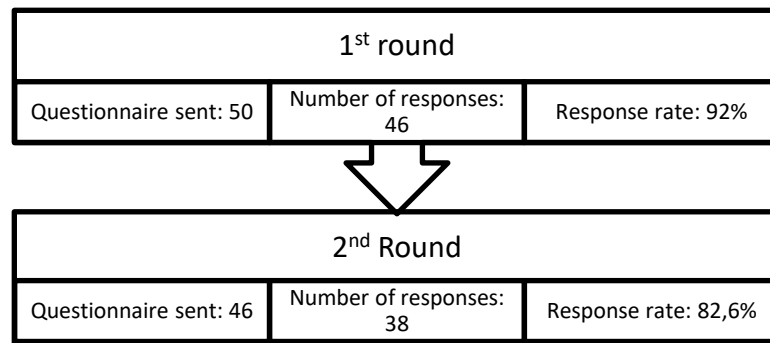 1st round
Questionnaire sent: 50
Number of responses:
46
Response rate: 92%
2nd Round
Questionnaire sent: 46
Number of responses:
38
Response rate: 82,6%